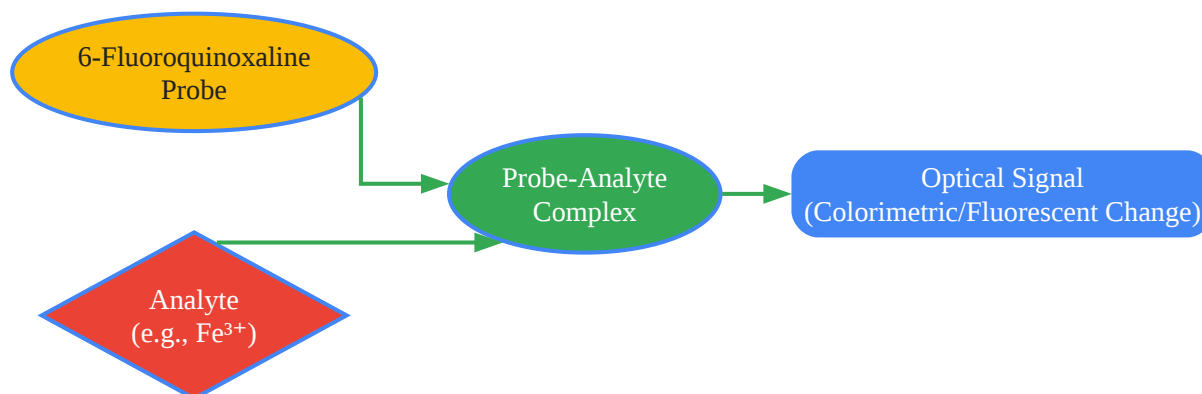 6-Fluoroquinoxaline
Probe
Probe-Analyte
Complex
Optical Signal
(Colorimetric/Fluorescent Change)
Analyte
(e.g., Fe³⁺)